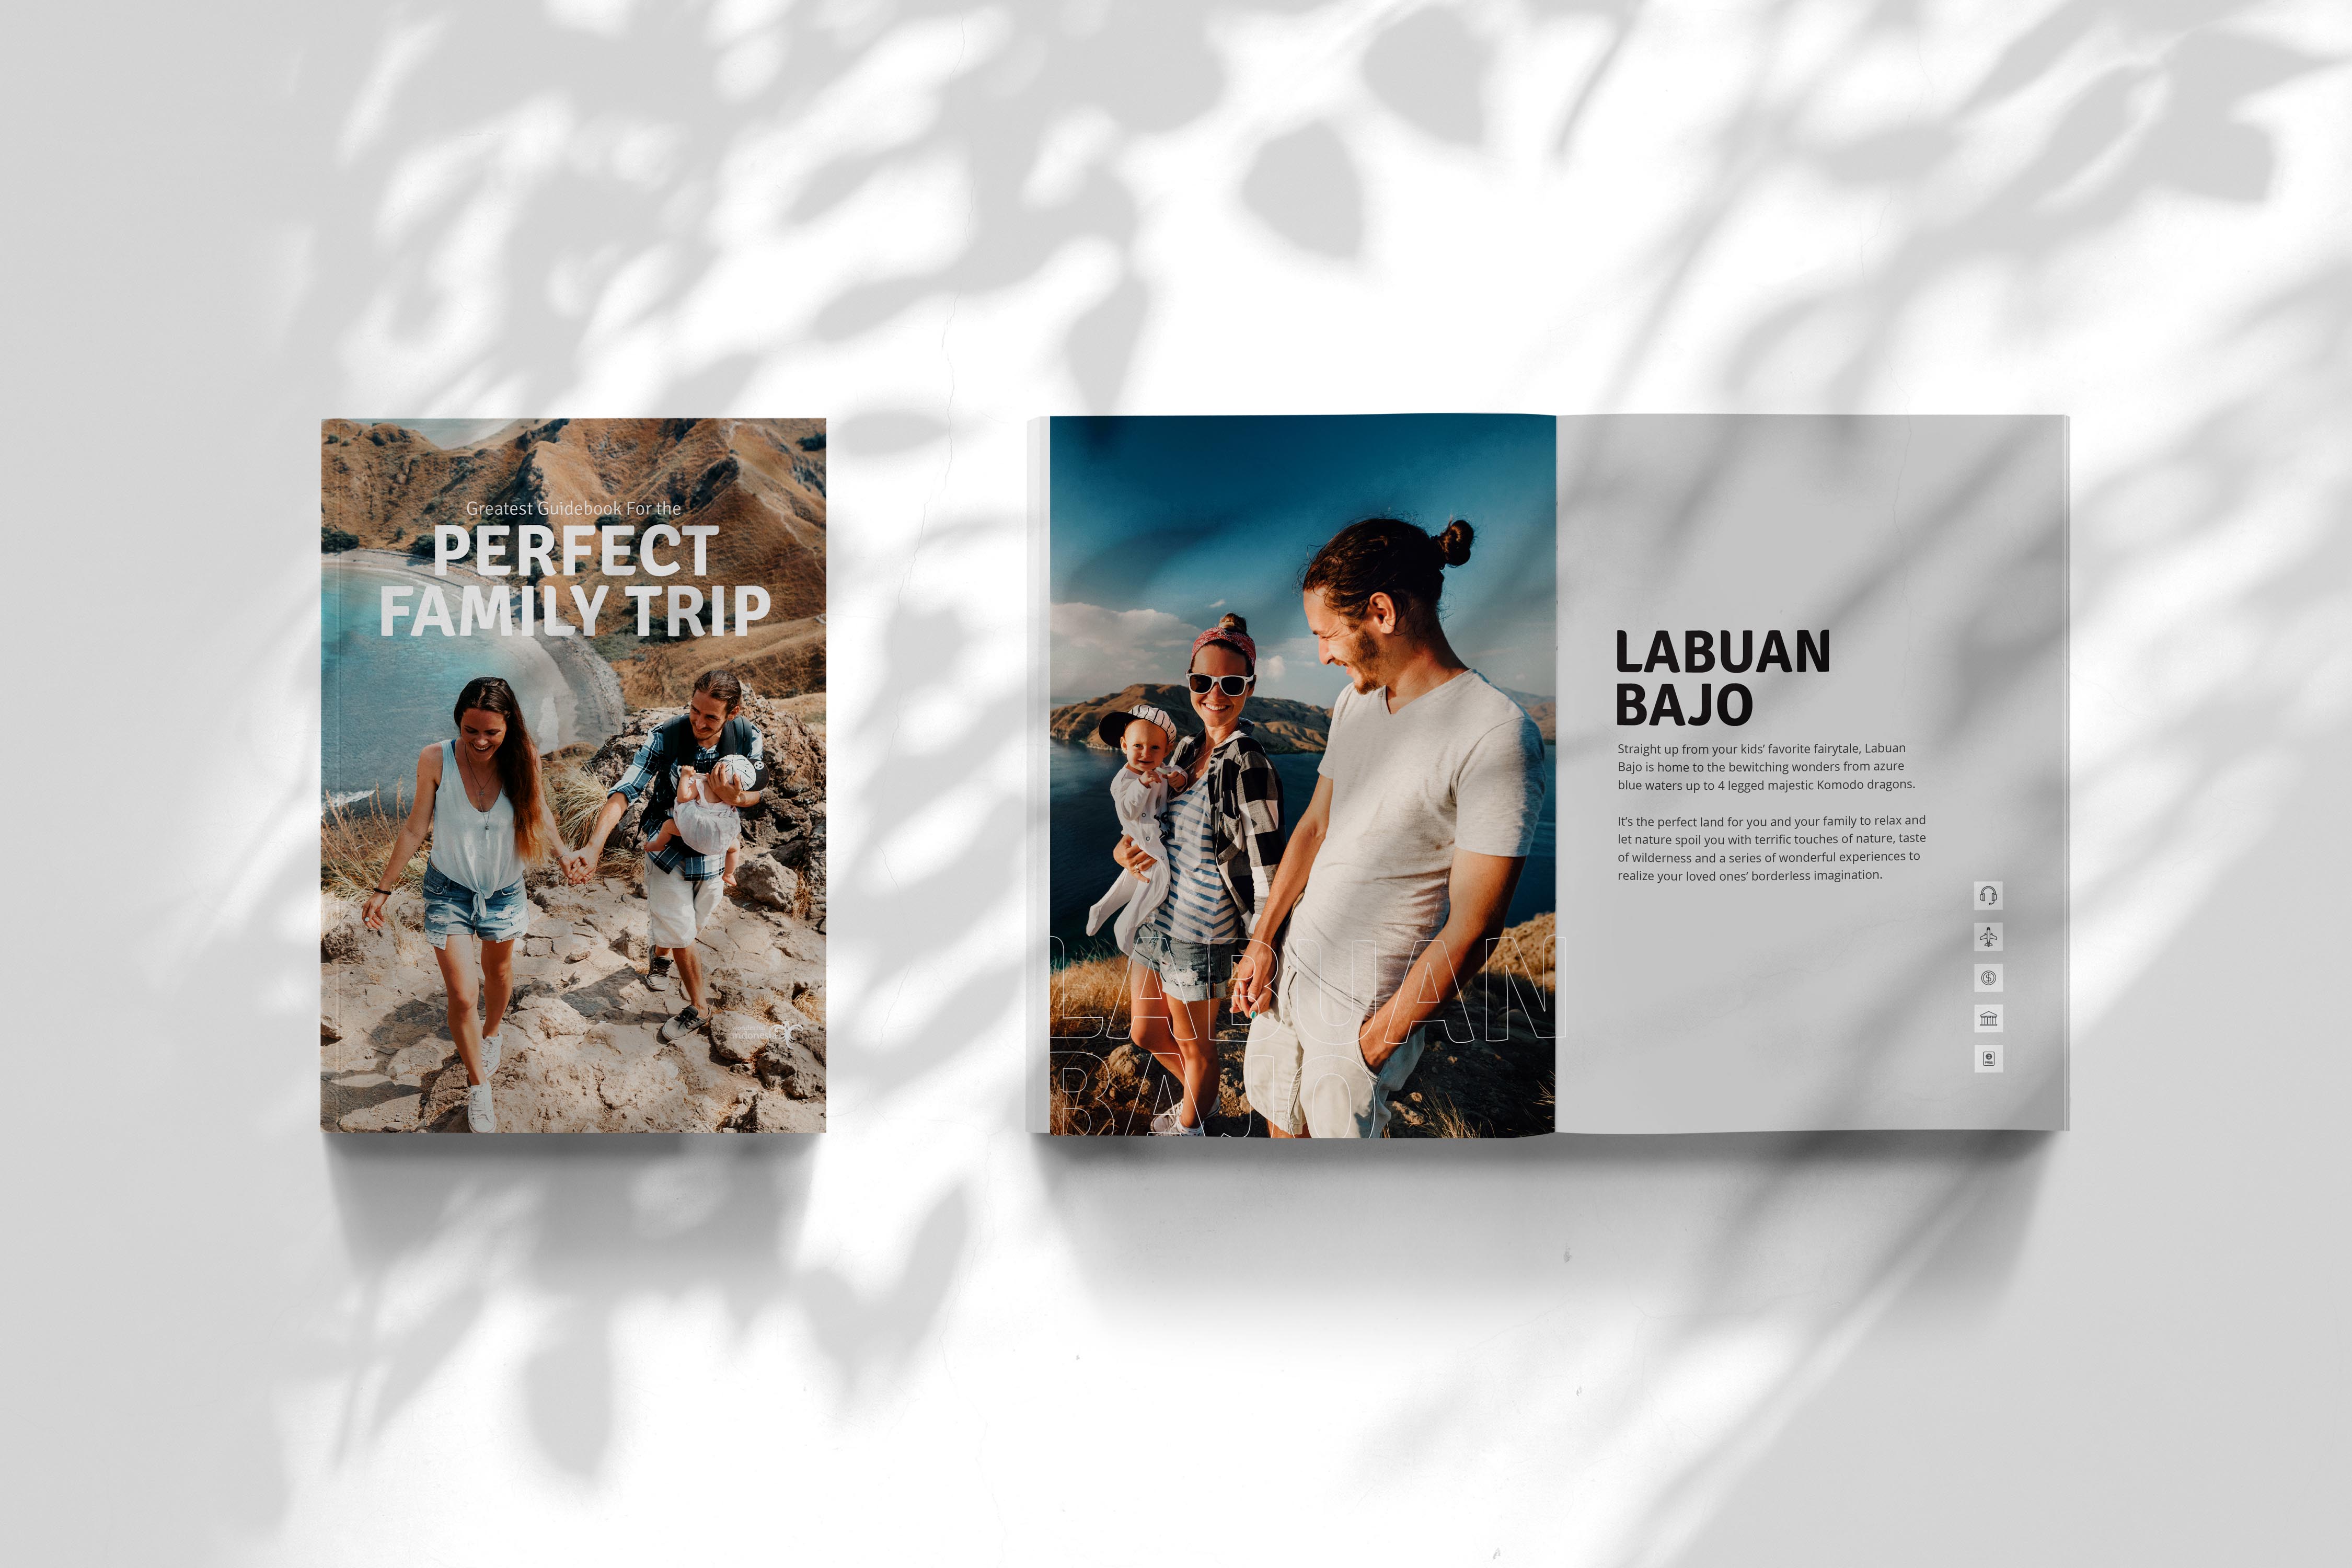 Greatest Guidebook For the
PERFECT
FAMILY TRIP
wonderful
indonesia
LABUAN
BAJO
LABUAN
BAJO
Straight up from your kids’ favorite fairytale, Labuan
Bajo is home to the bewitching wonders from azure
blue waters up to 4 legged majestic Komodo dragons.
It’s the perfect land for you and your family to relax and
let nature spoil you with terrific touches of nature, taste
of wilderness and a series of wonderful experiences to
realize your loved ones’ borderless imagination.